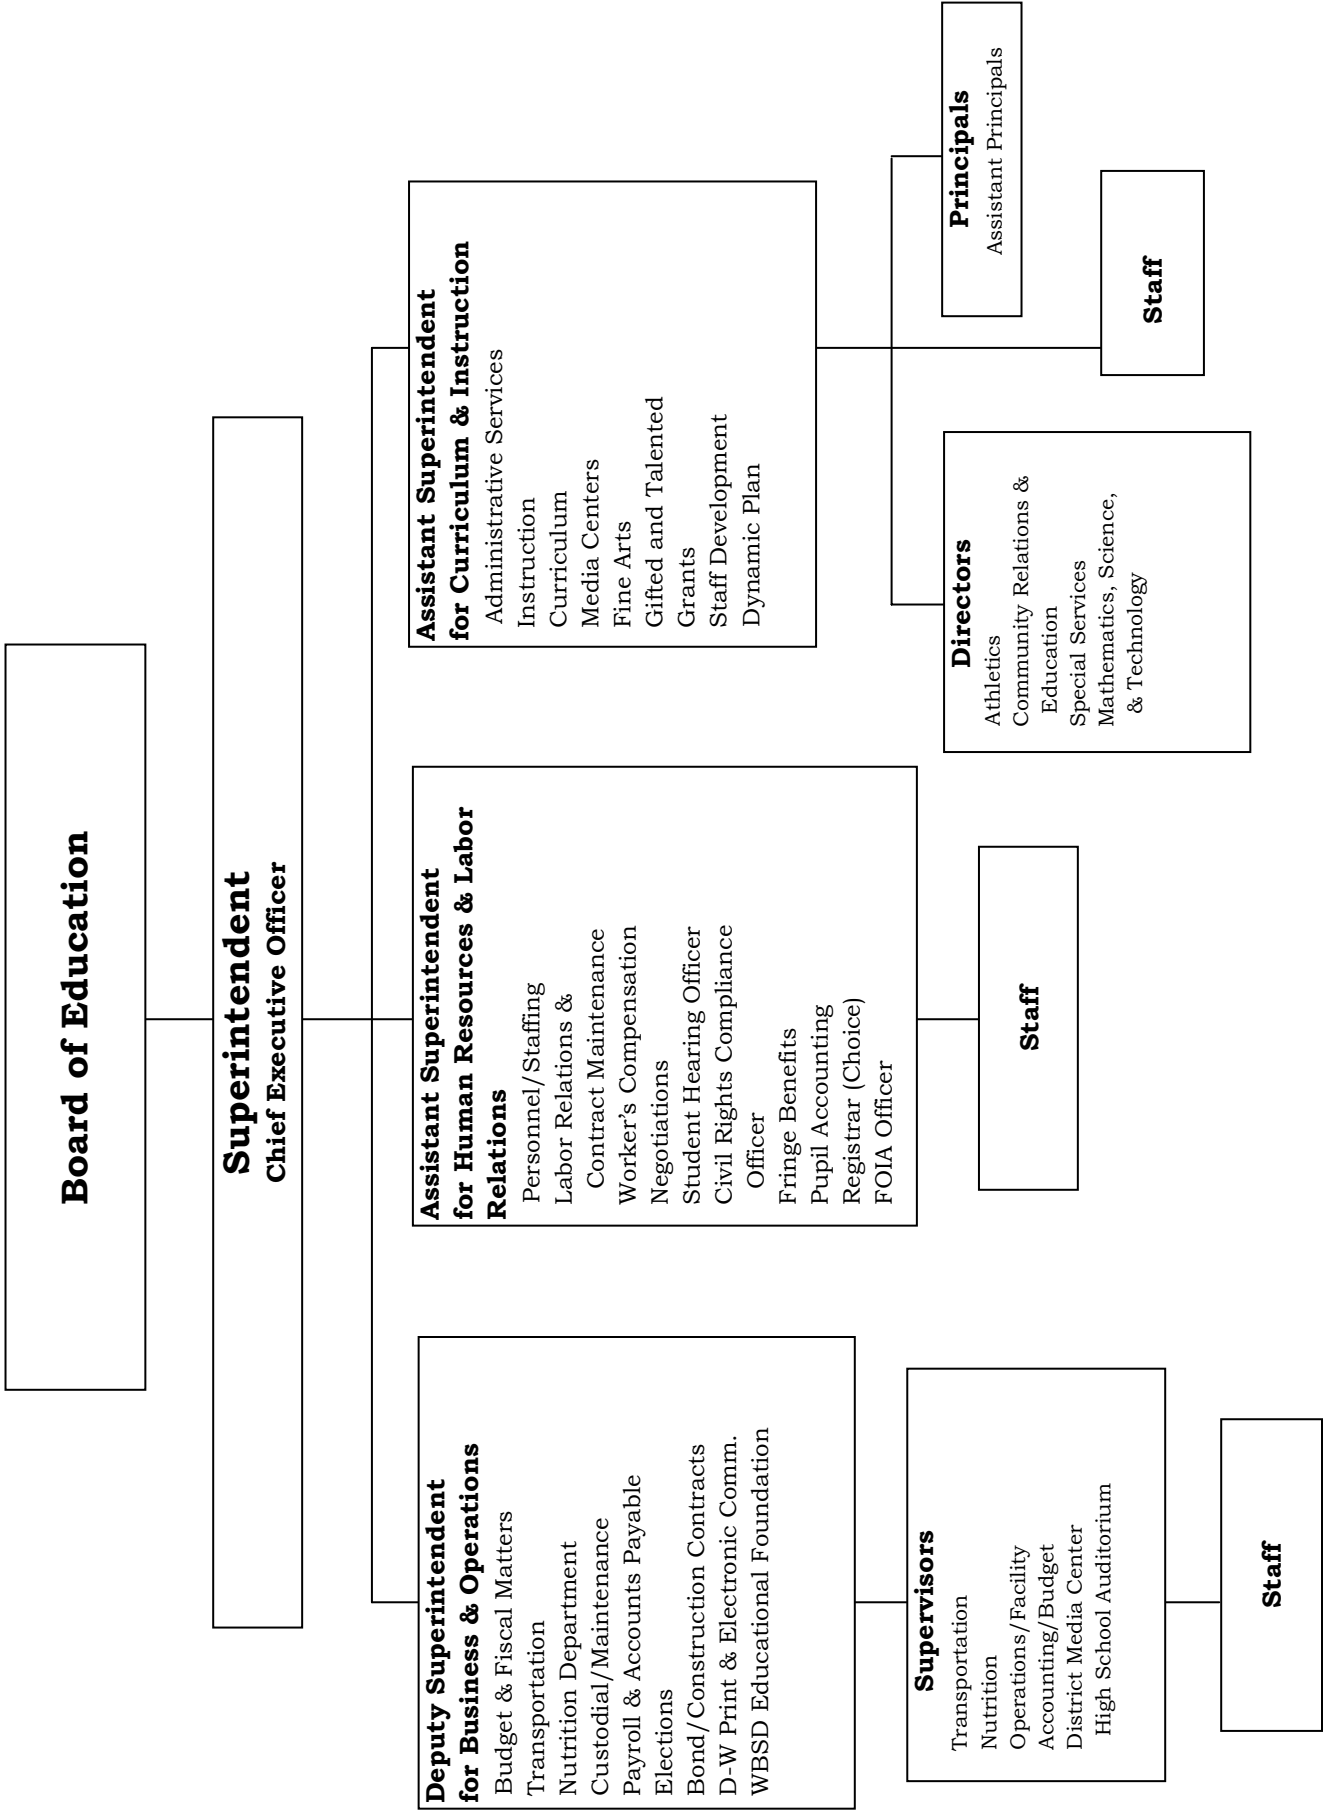 Board of Education
Superintendent
Chief Executive Officer
Deputy Superintendent
for Business & Operations
Budget & Fiscal Matters
Transportation
Nutrition Department
Custodial/Maintenance
Payroll & Accounts Payable
Elections
Bond/Construction Contracts
D-W Print & Electronic Comm.
WBSD Educational Foundation
Supervisors
Transportation
Nutrition
Operations/Facility
Accounting/Budget
District Media Center
High School Auditorium
Staff
Assistant Superintendent
for Human Resources & Labor
Relations
Personnel/Staffing
Labor Relations &
Contract Maintenance
Worker’s Compensation
Negotiations
Student Hearing Officer
Civil Rights Compliance
Officer
Fringe Benefits
Pupil Accounting
Registrar (Choice)
FOIA Officer
Staff
Assistant Superintendent
for Curriculum & Instruction
Administrative Services
Instruction
Curriculum
Media Centers
Fine Arts
Gifted and Talented
Grants
Staff Development
Dynamic Plan
Directors
Athletics
Community Relations &
Education
Special Services
Mathematics, Science,
& Technology
Staff
Principals
Assistant Principals